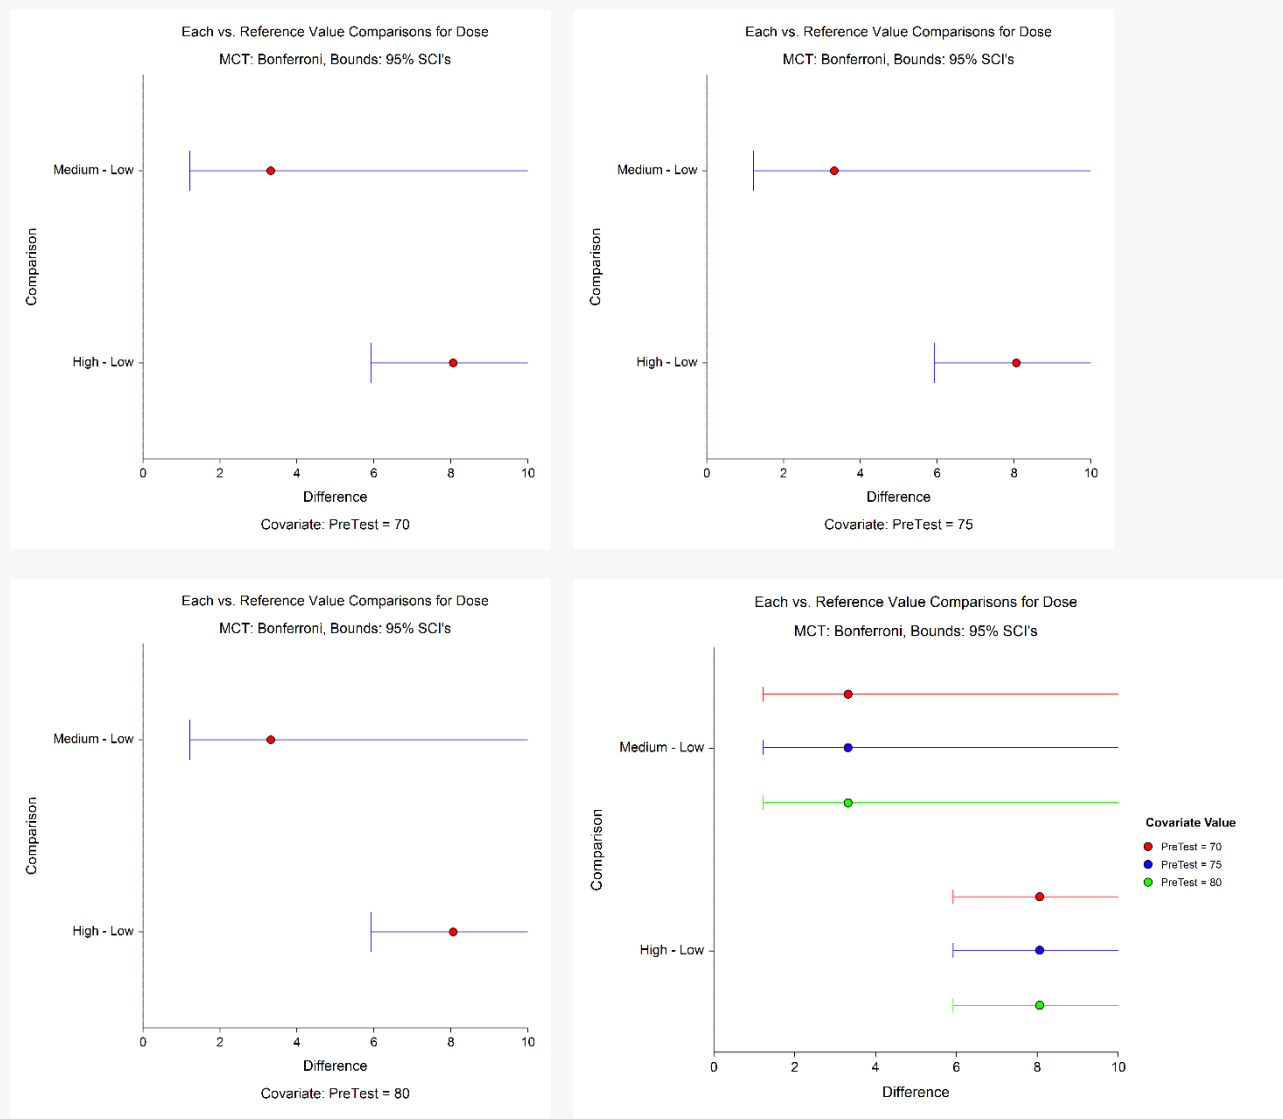 Each vs. Reference Value Comparisons for Dose
MCT: Bonferroni, Bounds: 95% SCI's
Comparison
Medium - Low
High - Low
0 2 4 6 8 10
Difference
Covariate: PreTest = 70
Each vs. Reference Value Comparisons for Dose
MCT: Bonferroni, Bounds: 95% SCI's
Comparison
Medium - Low
High - Low
0 2 4 6 8 10
Difference
Covariate: PreTest = 75
Each vs. Reference Value Comparisons for Dose
MCT: Bonferroni, Bounds: 95% SCI's
Comparison
Medium - Low
High - Low
0 2 4 6 8 10
Difference
Covariate: PreTest = 80
Each vs. Reference Value Comparisons for Dose
MCT: Bonferroni, Bounds: 95% SCI's
Comparison
Medium - Low
High - Low
0 2 4 6 8 10
Difference
Covariate Value
PreTest = 70
PreTest = 75
PreTest = 80